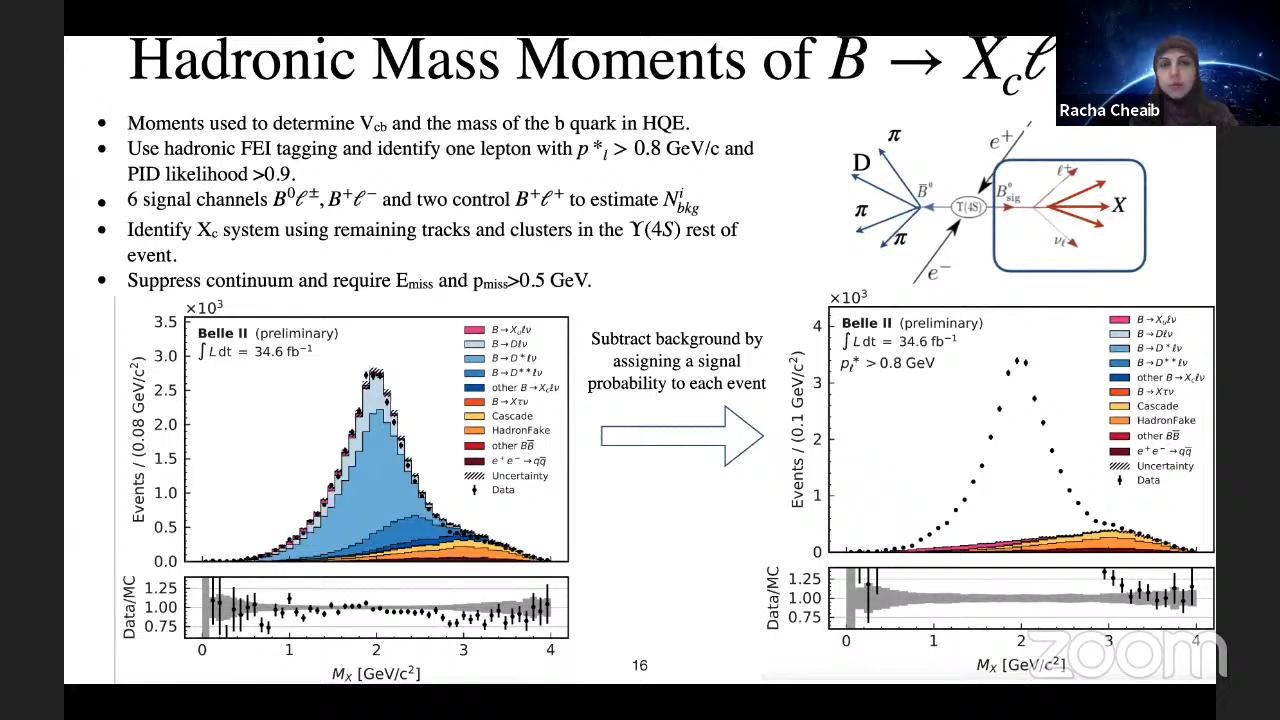 Hadronic Mass Moments of B → X_cℓ
Racha Cheaib
• Moments used to determine V_cb and the mass of the b quark in HQE.
• Use hadronic FEI tagging and identify one lepton with p*_l > 0.8 GeV/c and
PID likelihood >0.9.
• 6 signal channels B⁰ℓ±, B⁺ℓ⁻ and two control B⁺ℓ⁺ to estimate N^i_bkg
• Identify X_c system using remaining tracks and clusters in the ϒ(4S) rest of
event.
• Suppress continuum and require E_miss and p_miss>0.5 GeV.
e⁺
π
D
B̄⁰
ϒ(4S)
B⁰_sig
ℓ⁺
X
π
π
ν_ℓ
e⁻
×10³
Belle II (preliminary)
∫ L dt = 34.6 fb⁻¹
B → X_uℓν
B → Dℓν
B → D*ℓν
B → D**ℓν
other B → X_cℓν
B → Xτν
Cascade
HadronFake
other BB̄
e⁺e⁻ → qq̄
Uncertainty
Data
Events / (0.08 GeV/c²)
3.5
3.0
2.5
2.0
1.5
1.0
0.5
0.0
Data/MC
1.25
1.00
0.75
0 1 2 3 4
M_X [GeV/c²]
Subtract background by
assigning a signal
probability to each event
×10³
Belle II (preliminary)
∫ L dt = 34.6 fb⁻¹
p_ℓ* > 0.8 GeV
B → X_uℓν
B → Dℓν
B → D*ℓν
B → D**ℓν
other B → X_cℓν
B → Xτν
Cascade
HadronFake
other BB̄
e⁺e⁻ → qq̄
Uncertainty
Data
Events / (0.1 GeV/c²)
4
3
2
1
0
Data/MC
1.25
1.00
0.75
0 1 2 3 4
M_X [GeV/c²]
16
zoom